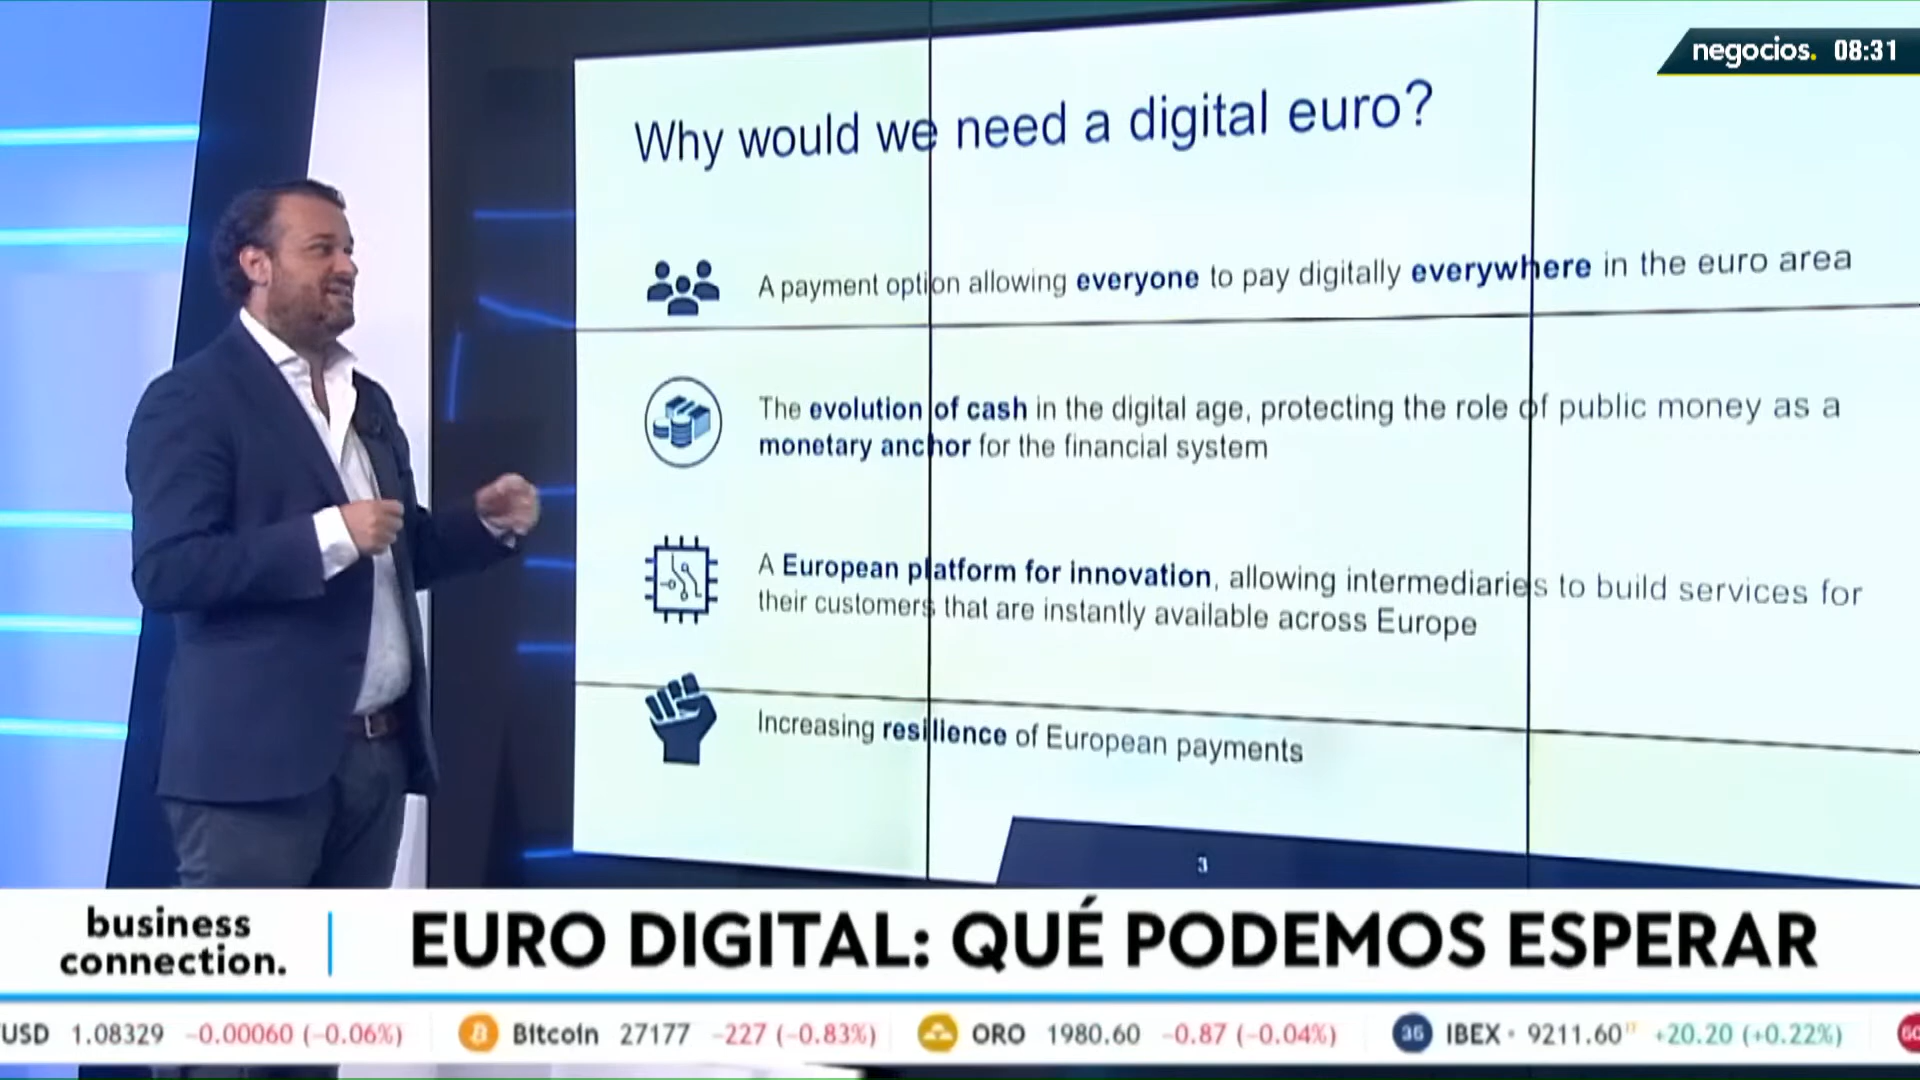 negocios. 08:31
Why would we need a digital euro?
A payment option allowing everyone to pay digitally everywhere in the euro area
The evolution of cash in the digital age, protecting the role of public money as a
monetary anchor for the financial system
A European platform for innovation, allowing intermediaries to build services for
their customers that are instantly available across Europe
Increasing resilience of European payments
3
business
connection.
EURO DIGITAL: QUÉ PODEMOS ESPERAR
USD 1.08329 -0.00060 (-0.06%) Bitcoin 27177 -227 (-0.83%) ORO 1980.60 -0.87 (-0.04%) 35 IBEX 9211.60 +20.20 (+0.22%)